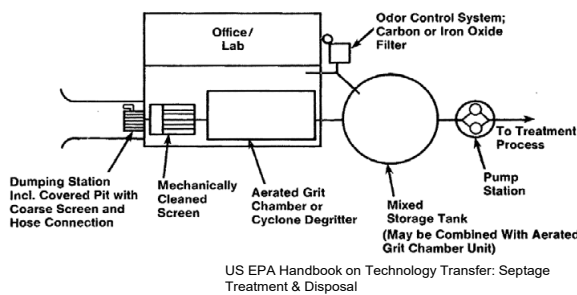 Office/
Lab
Odor Control System;
Carbon or Iron Oxide
Filter
To Treatment
Process
Dumping Station
Incl. Covered Pit with
Coarse Screen and
Hose Connection
Mechanically
Cleaned
Screen
Aerated Grit
Chamber or
Cyclone Degritter
Mixed
Storage Tank
(May be Combined With Aerated
Grit Chamber Unit)
Pump
Station
US EPA Handbook on Technology Transfer: Septage
Treatment & Disposal